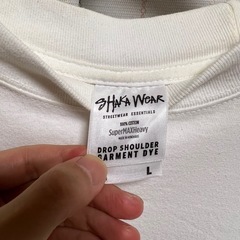 SHAKA WEAR
STREETWEAR ESSENTIALS
100% COTTON
SuperMAXHeavy
DROP SHOULDER
GARMENT DYE
L